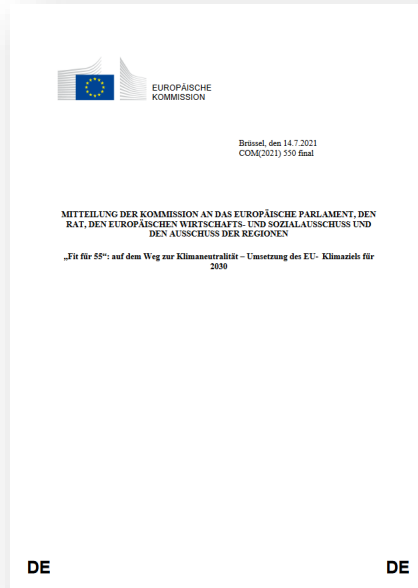 EUROPÄISCHE
KOMMISSION
Brüssel, den 14.7.2021
COM(2021) 550 final
MITTEILUNG DER KOMMISSION AN DAS EUROPÄISCHE PARLAMENT, DEN
RAT, DEN EUROPÄISCHEN WIRTSCHAFTS- UND SOZIALAUSSCHUSS UND
DEN AUSSCHUSS DER REGIONEN
„Fit für 55“: auf dem Weg zur Klimaneutralität – Umsetzung des EU- Klimaziels für
2030
DE
DE